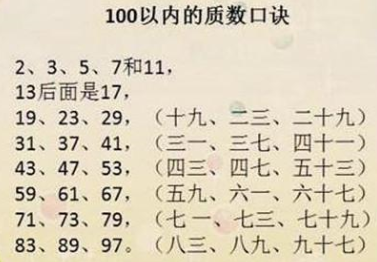 100以内的质数口诀
2、3、5、7和11，
13后面是17，
19、23、29，（十九、二三、二十九）
31、37、41，（三一、三七、四十一）
43、47、53，（四三、四七、五十三）
59、61、67，（五九、六一、六十七）
71、73、79，（七一、七三、七十九）
83、89、97。（八三、八九、九十七）